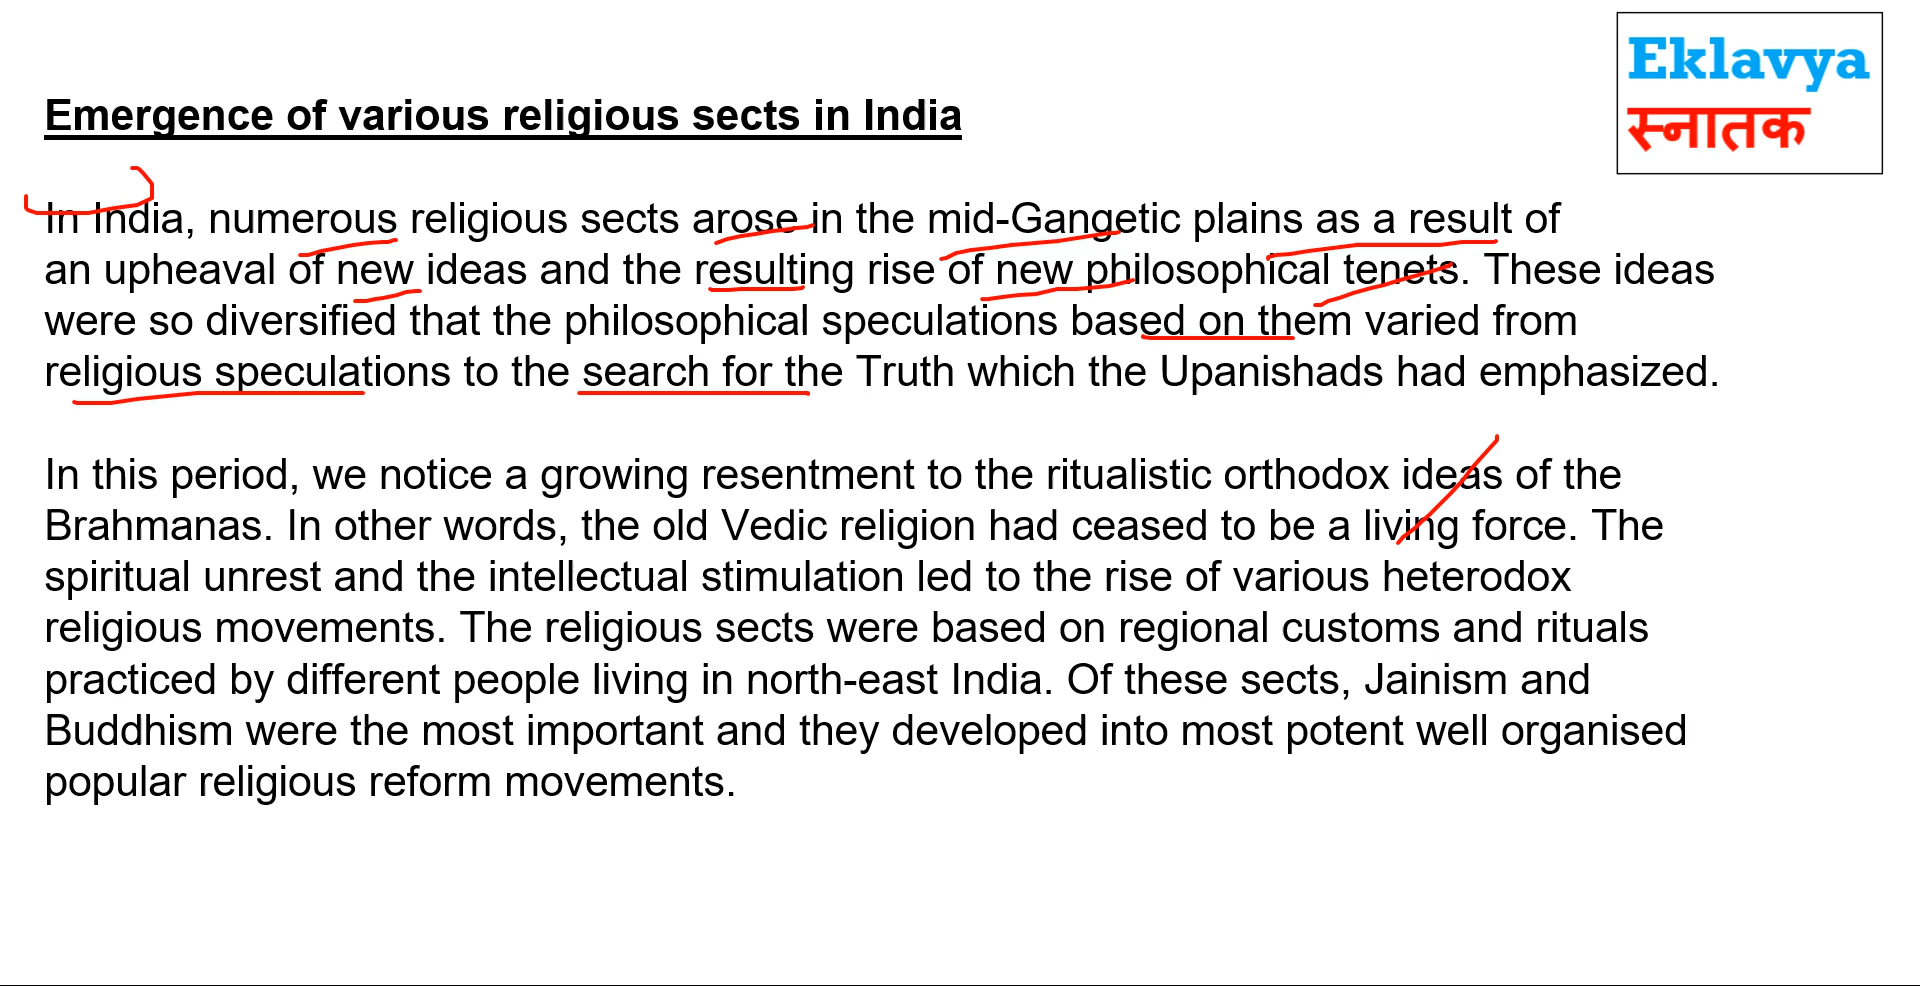 Eklavya
स्नातक
Emergence of various religious sects in India
In India, numerous religious sects arose in the mid-Gangetic plains as a result of
an upheaval of new ideas and the resulting rise of new philosophical tenets. These ideas
were so diversified that the philosophical speculations based on them varied from
religious speculations to the search for the Truth which the Upanishads had emphasized.
In this period, we notice a growing resentment to the ritualistic orthodox ideas of the
Brahmanas. In other words, the old Vedic religion had ceased to be a living force. The
spiritual unrest and the intellectual stimulation led to the rise of various heterodox
religious movements. The religious sects were based on regional customs and rituals
practiced by different people living in north-east India. Of these sects, Jainism and
Buddhism were the most important and they developed into most potent well organised
popular religious reform movements.